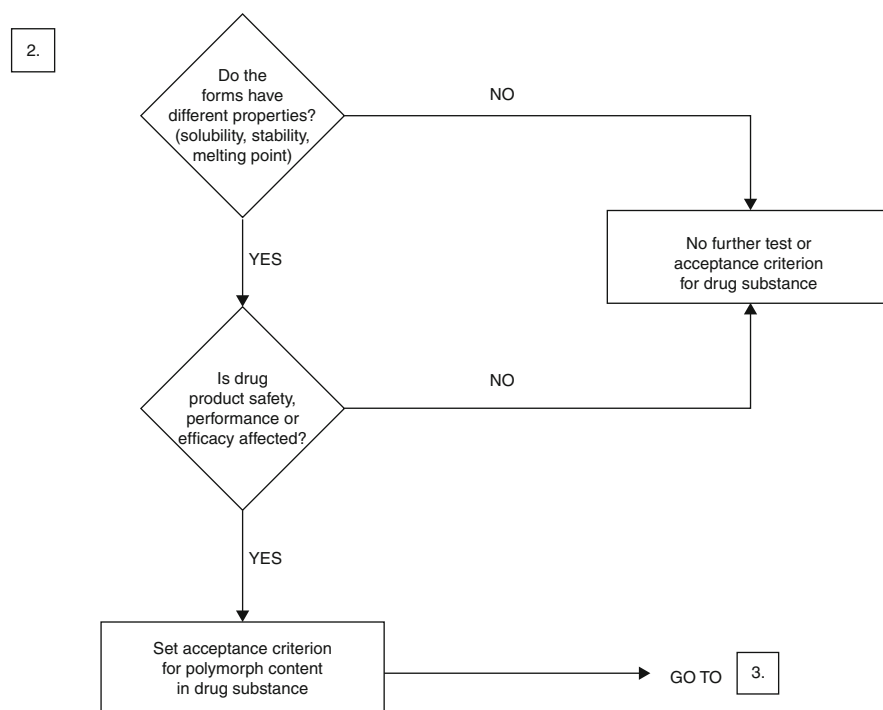 2.
Do the
forms have
different properties?
(solubility, stability,
melting point)
NO
No further test or
acceptance criterion
for drug substance
YES
Is drug
product safety,
performance or
efficacy affected?
NO
YES
Set acceptance criterion
for polymorph content
in drug substance
GO TO 3.